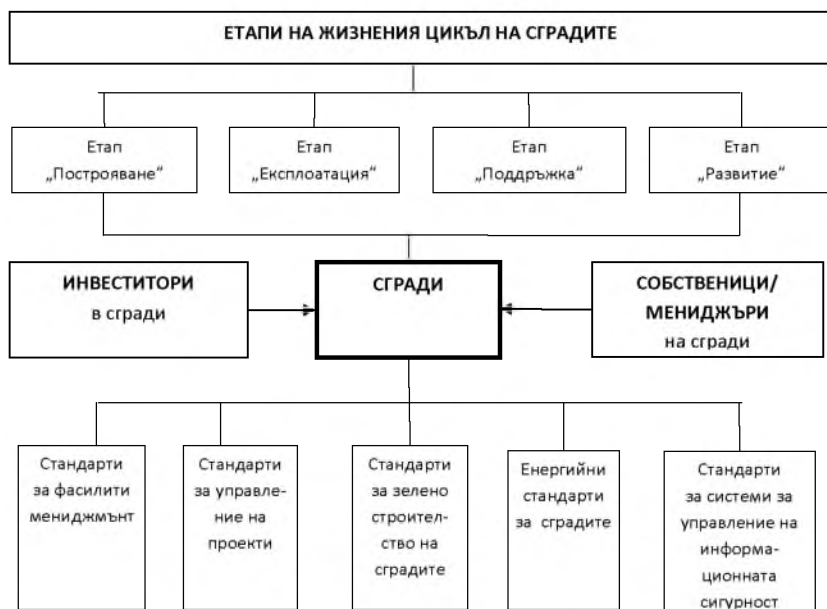 ЕТАПИ НА ЖИЗНЕНИЯ ЦИКЪЛ НА СГРАДИТЕ
Етап
„Построяване“
Етап
„Експлоатация“
Етап
„Поддръжка“
Етап
„Развитие“
ИНВЕСТИТОРИ
в сгради
СГРАДИ
СОБСТВЕНИЦИ/
МЕНИДЖЪРИ
на сгради
Стандарти
за фасилити
мениджмънт
Стандарти
за управле-
ние на
проекти
Стандарти
за зелено
строител-
ство на
сградите
Енергийни
стандарти
за сградите
Стандарти
за системи за
управление на
информа-
ционната
сигурност